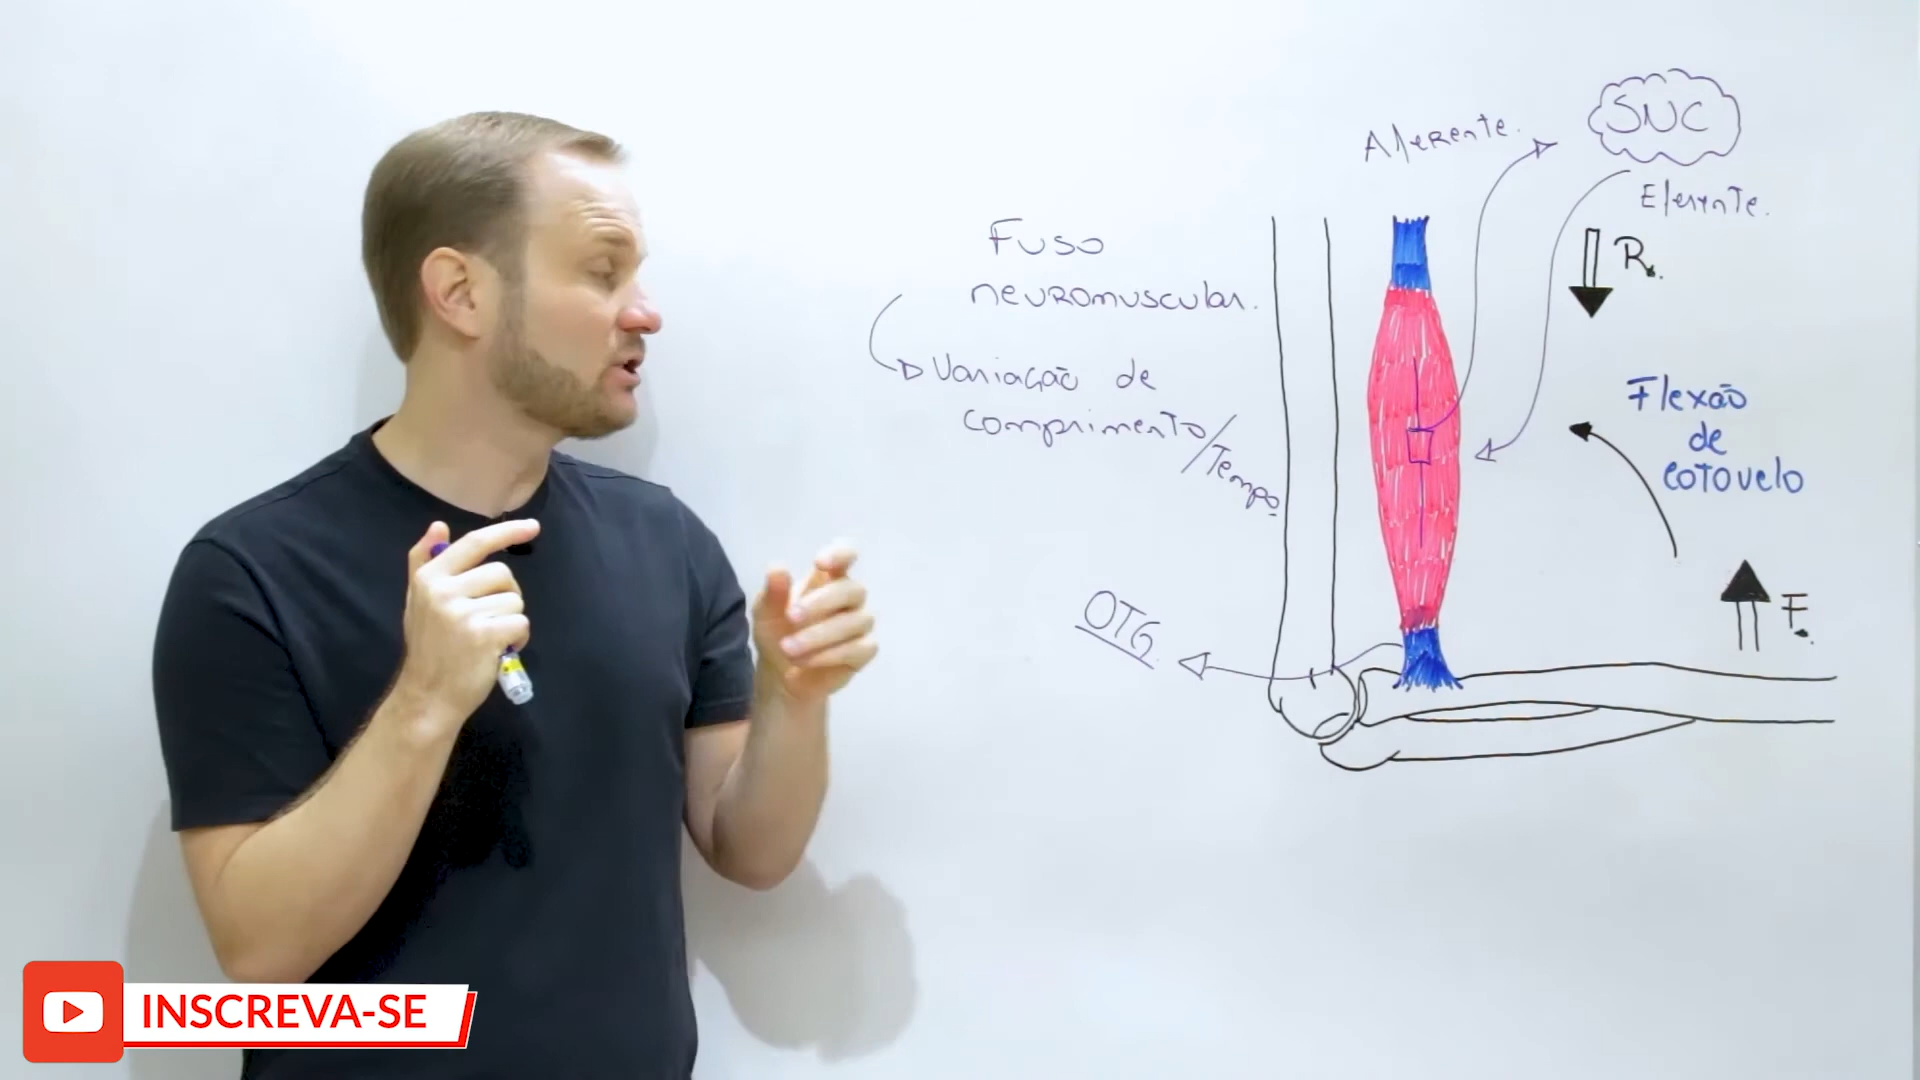 SNC
Aferente.
Eferente.
Fuso
neuromuscular.
R.
Variação de
comprimento/Tempo
Flexão
de
cotovelo
OTG
F.
INSCREVA-SE